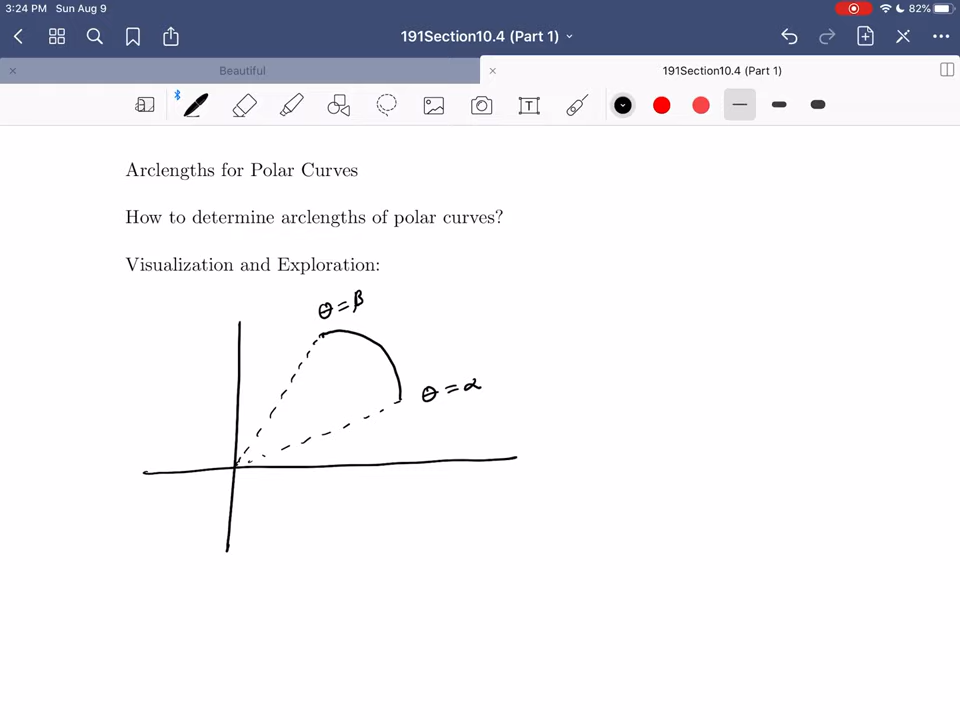 3:24 PM Sun Aug 9
82%
191Section10.4 (Part 1)
Beautiful
191Section10.4 (Part 1)
T
Arclengths for Polar Curves
How to determine arclengths of polar curves?
Visualization and Exploration:
θ = β
θ = α